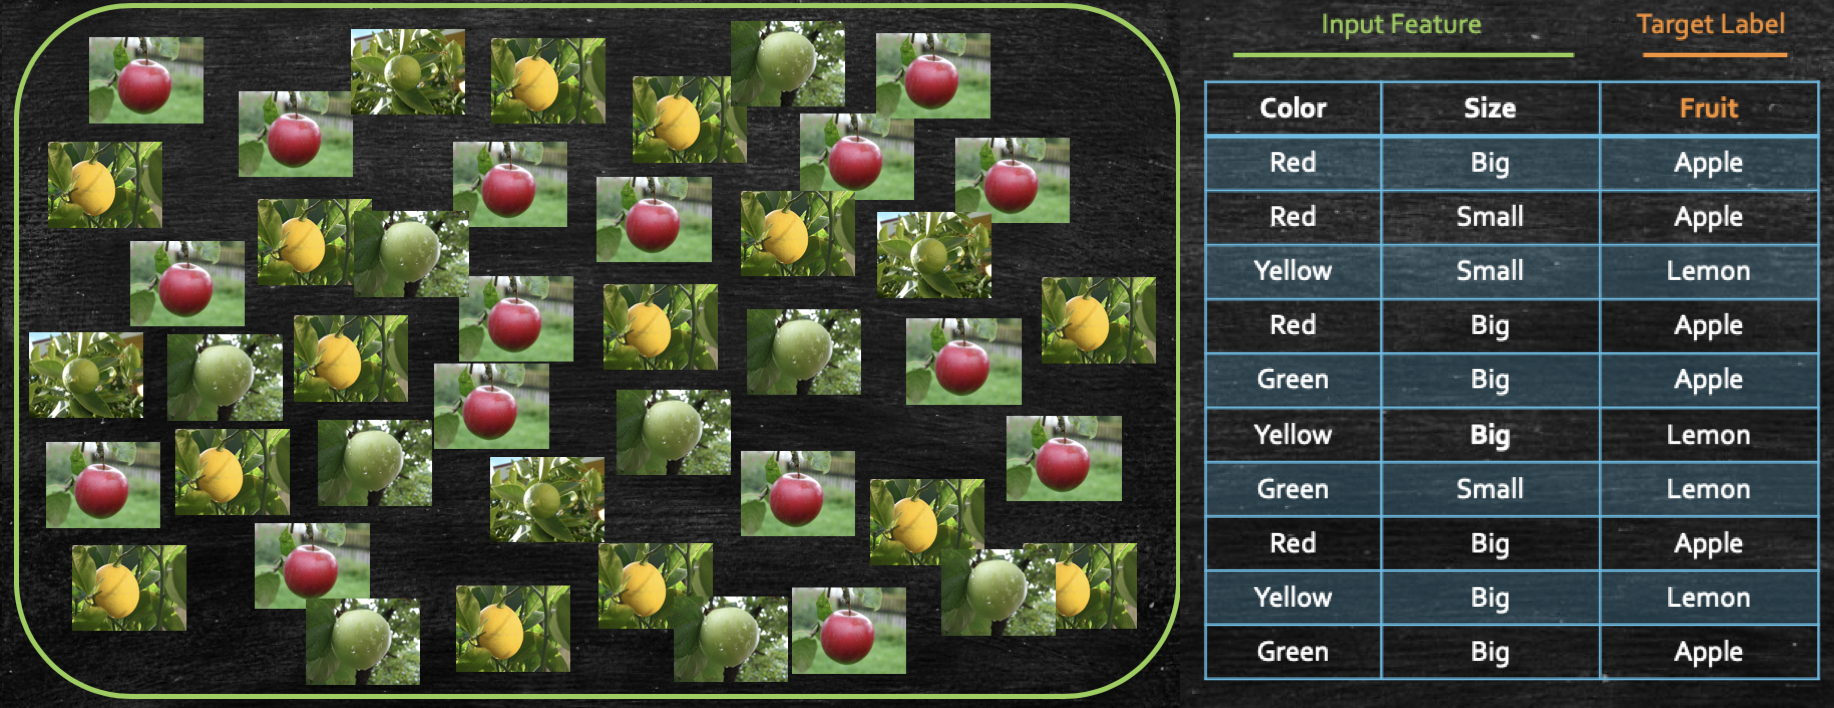 Input Feature Target Label
Color Size Fruit
Red Big Apple
Red Small Apple
Yellow Small Lemon
Red Big Apple
Green Big Apple
Yellow Big Lemon
Green Small Lemon
Red Big Apple
Yellow Big Lemon
Green Big Apple